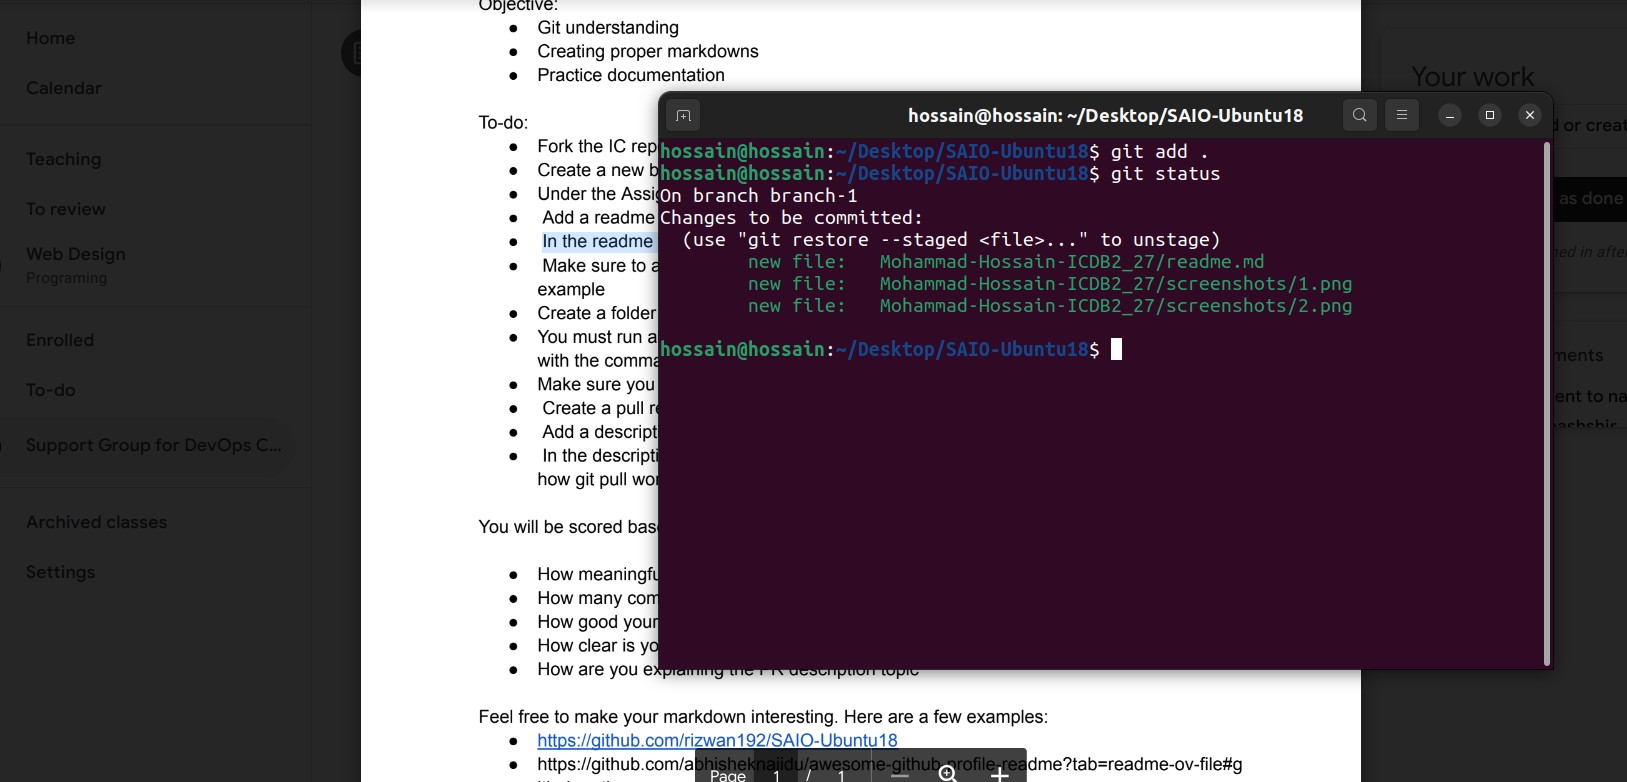 Home
Calendar
Teaching
To review
Web Design
Programing
Enrolled
To-do
Support Group for DevOps C...
Archived classes
Settings
Objective:
● Git understanding
● Creating proper markdowns
● Practice documentation
To-do:
● Fork the IC rep
● Create a new b
● Under the Assig
● Add a readme
● In the readme
● Make sure to a
example
● Create a folder
● You must run a
with the comma
● Make sure you
● Create a pull re
● Add a descripti
● In the descripti
how git pull wor
You will be scored base
● How meaningfu
● How many com
● How good your
● How clear is yo
● How are you explaining the PR description topic
Feel free to make your markdown interesting. Here are a few examples:
● https://github.com/rizwan192/SAIO-Ubuntu18
● https://github.com/abhisheknaiidu/awesome-github-profile-readme?tab=readme-ov-file#g
Page 1 / 1
hossain@hossain: ~/Desktop/SAIO-Ubuntu18
hossain@hossain:~/Desktop/SAIO-Ubuntu18$ git add .
hossain@hossain:~/Desktop/SAIO-Ubuntu18$ git status
On branch branch-1
Changes to be committed:
(use "git restore --staged <file>..." to unstage)
new file: Mohammad-Hossain-ICDB2_27/readme.md
new file: Mohammad-Hossain-ICDB2_27/screenshots/1.png
new file: Mohammad-Hossain-ICDB2_27/screenshots/2.png
hossain@hossain:~/Desktop/SAIO-Ubuntu18$
Your work
d or creat
as done
ned in after
ments
ent to na